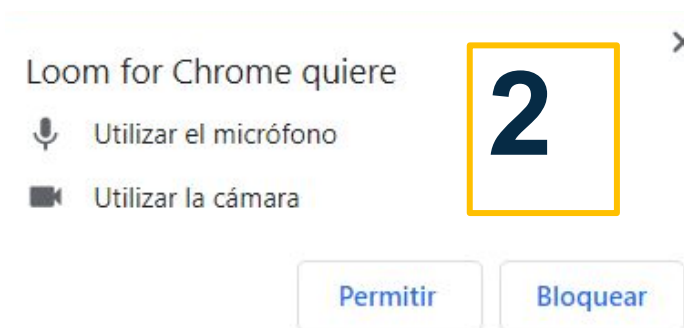 Loom for Chrome quiere
2
Utilizar el micrófono
Utilizar la cámara
Permitir
Bloquear